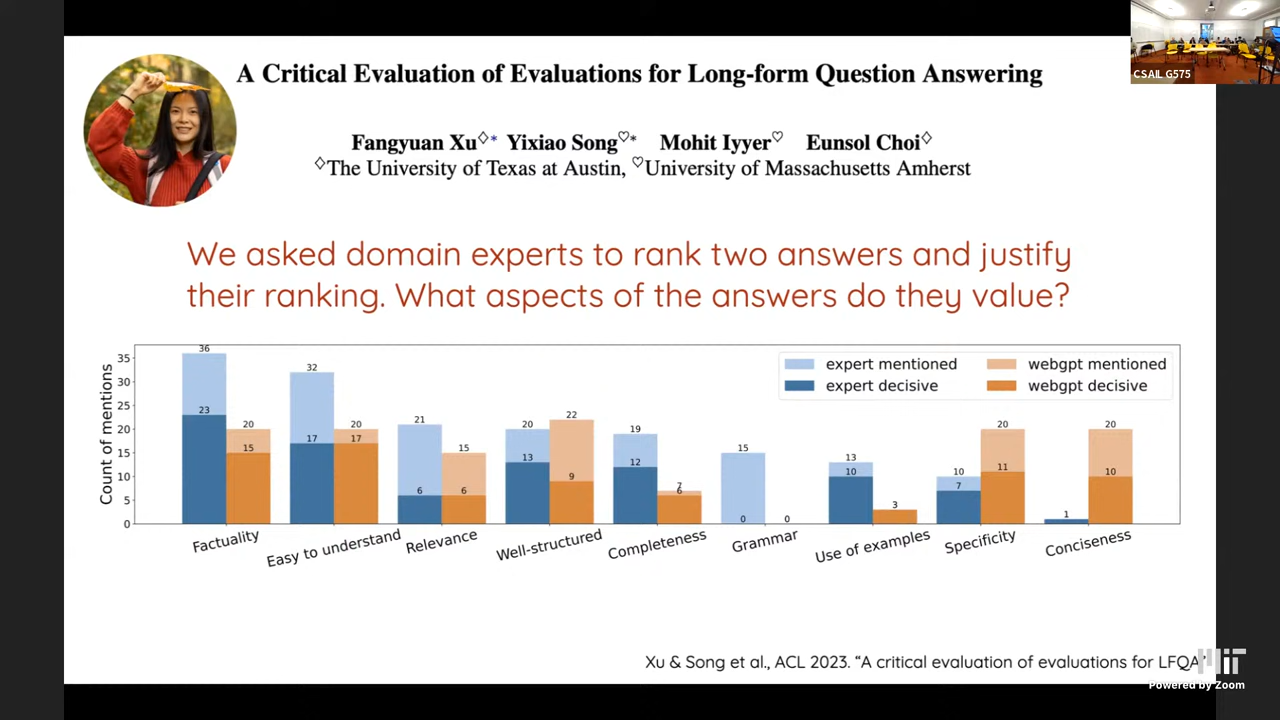 CSAIL G575
A Critical Evaluation of Evaluations for Long-form Question Answering
Fangyuan Xu♢* Yixiao Song♡* Mohit Iyyer♡ Eunsol Choi♢
♢The University of Texas at Austin, ♡University of Massachusetts Amherst
We asked domain experts to rank two answers and justify
their ranking. What aspects of the answers do they value?
Count of mentions
35
30
25
20
15
10
5
0
expert mentioned
expert decisive
webgpt mentioned
webgpt decisive
36 23 20 15
32 17 20 17
21 6 15 6
20 13 22 9
19 12 7 6
15 0 0
13 10 3
10 7 20 11
1 20 10
Factuality
Easy to understand
Relevance
Well-structured
Completeness
Grammar
Use of examples
Specificity
Conciseness
Xu & Song et al., ACL 2023. “A critical evaluation of evaluations for LFQA”
MIT
Powered by Zoom